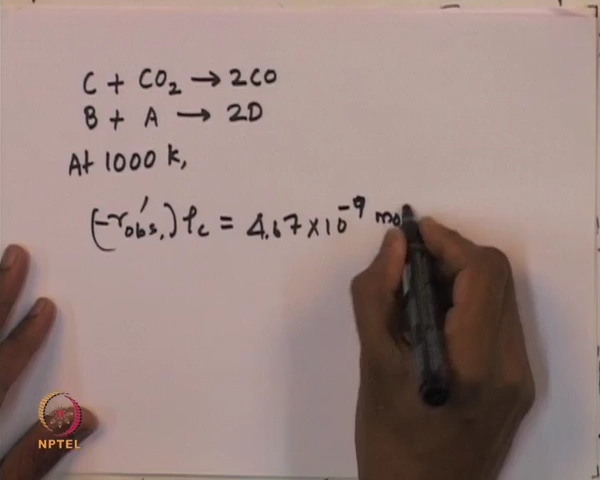 C + CO₂ → 2CO
B + A → 2D
At 1000 K,
(-r'obs.) ρc = 4.67 × 10⁻⁹ mo
NPTEL